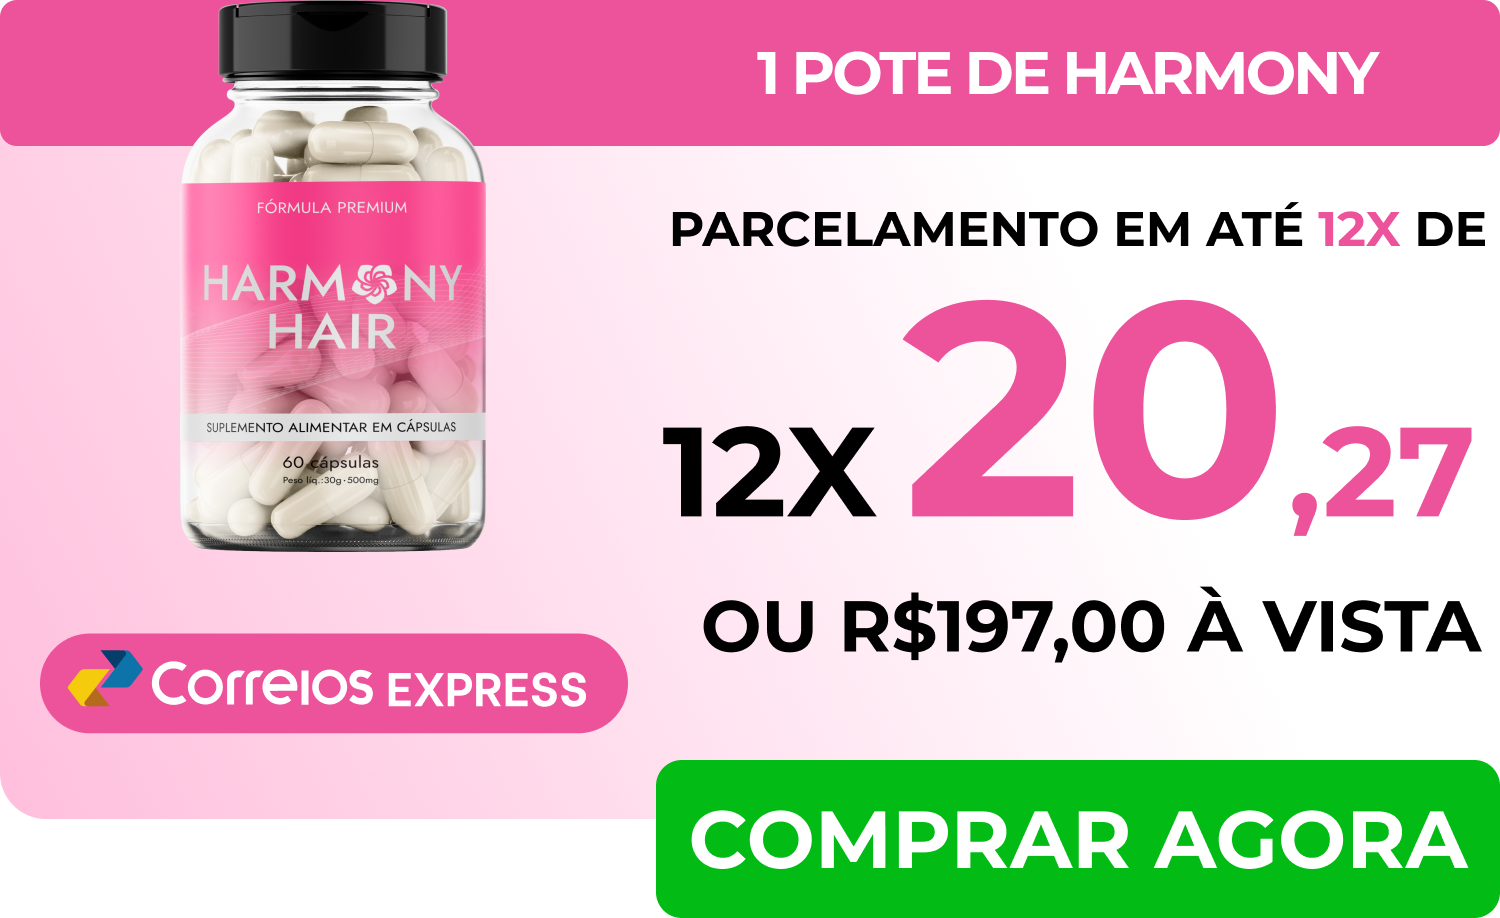 1 POTE DE HARMONY
FÓRMULA PREMIUM
HARMONY
HAIR
SUPLEMENTO ALIMENTAR EM CÁPSULAS
60 cápsulas
Peso líq.:30g·500mg
PARCELAMENTO EM ATÉ 12X DE
12X 20,27
OU R$197,00 À VISTA
Correios EXPRESS
COMPRAR AGORA